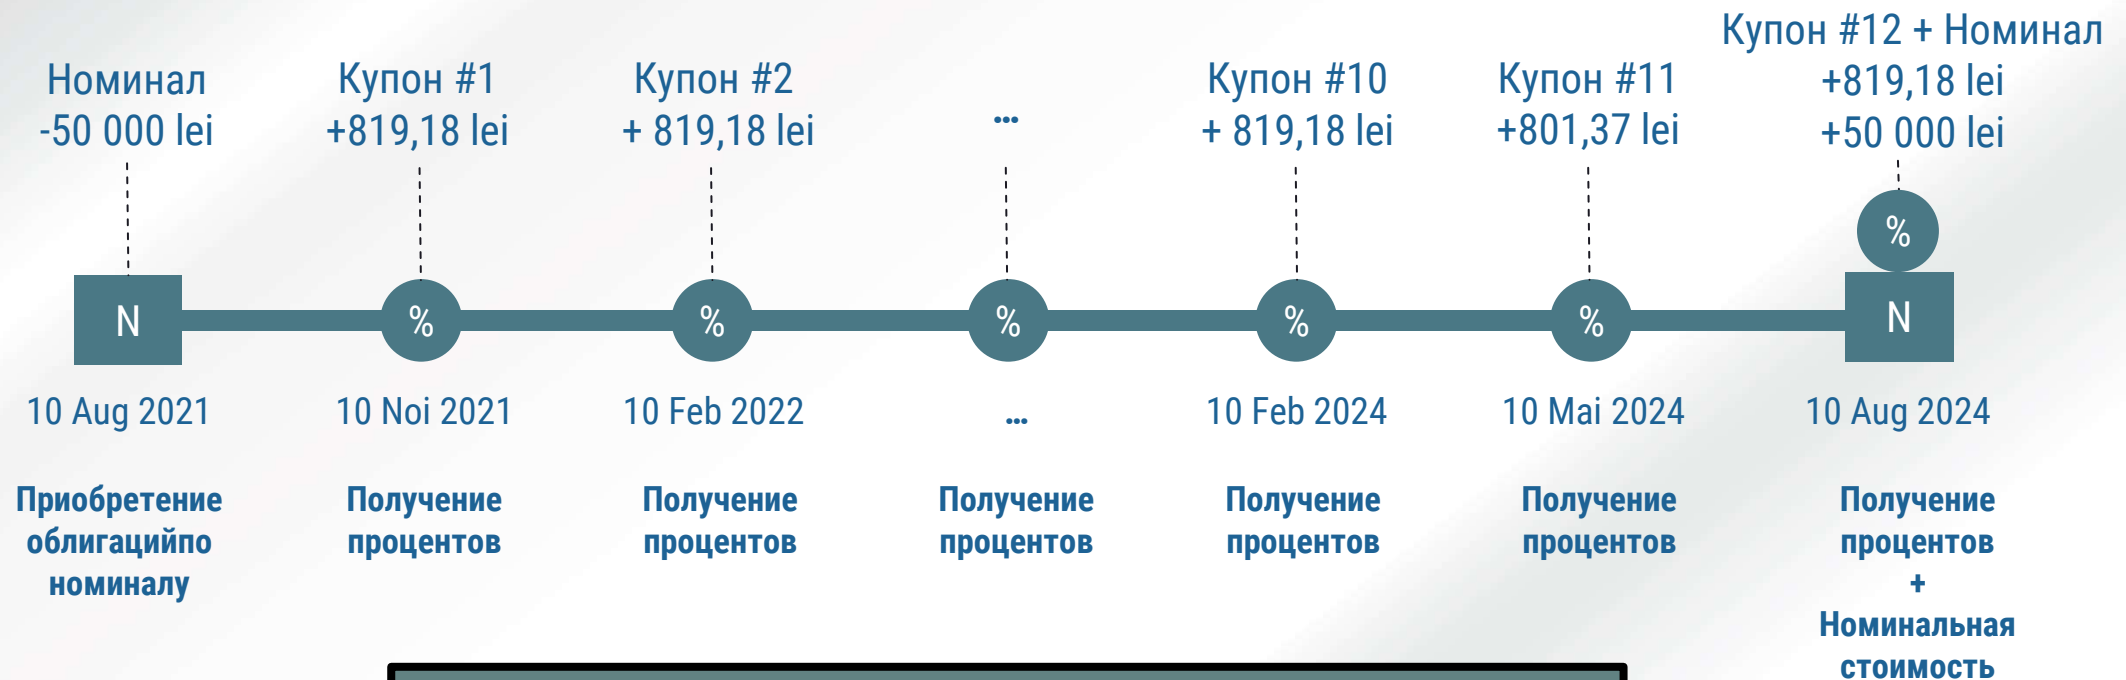 Номинал
-50 000 lei
Купон #1
+819,18 lei
Купон #2
+ 819,18 lei
...
Купон #10
+ 819,18 lei
Купон #11
+801,37 lei
Купон #12 + Номинал
+819,18 lei
+50 000 lei
%
N
%
%
%
%
%
N
10 Aug 2021
10 Noi 2021
10 Feb 2022
...
10 Feb 2024
10 Mai 2024
10 Aug 2024
Приобретение
облигацийпо
номиналу
Получение
процентов
Получение
процентов
Получение
процентов
Получение
процентов
Получение
процентов
Получение
процентов
+
Номинальная
стоимость